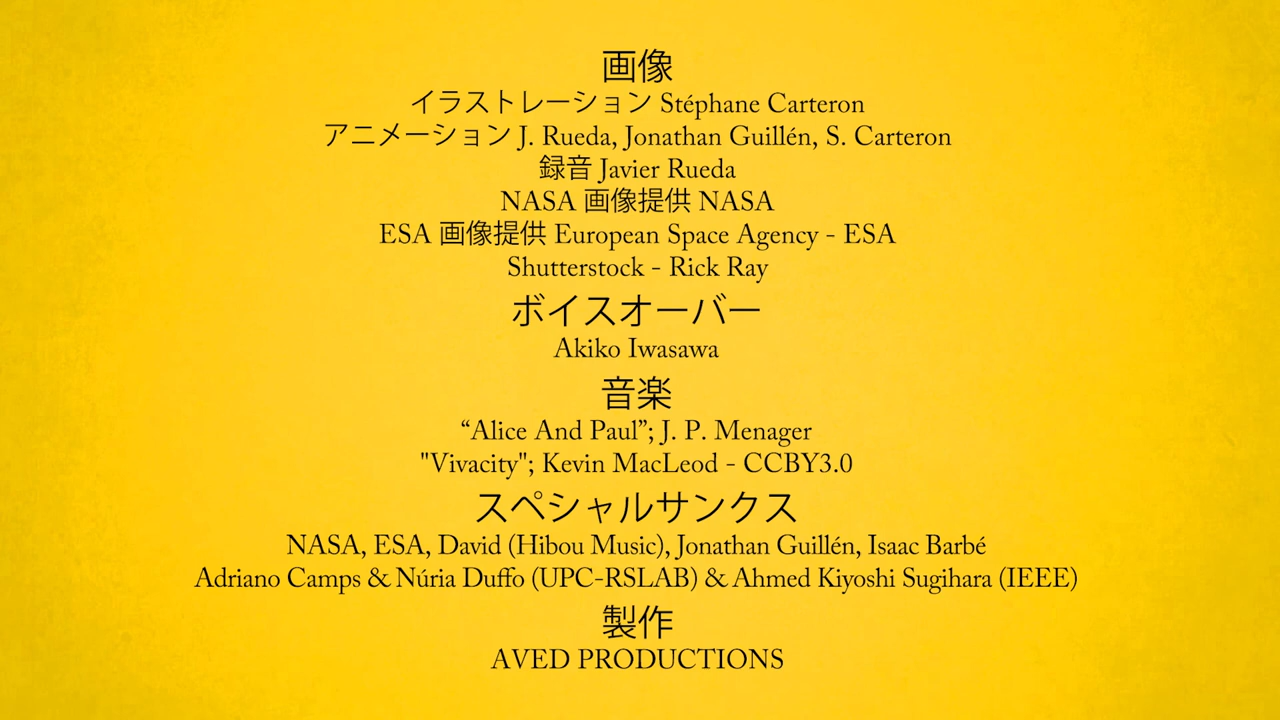 画像
イラストレーション Stéphane Carteron
アニメーション J. Rueda, Jonathan Guillén, S. Carteron
録音 Javier Rueda
NASA 画像提供 NASA
ESA 画像提供 European Space Agency - ESA
Shutterstock - Rick Ray
ボイスオーバー
Akiko Iwasawa
音楽
“Alice And Paul”; J. P. Menager
"Vivacity"; Kevin MacLeod - CCBY3.0
スペシャルサンクス
NASA, ESA, David (Hibou Music), Jonathan Guillén, Isaac Barbé
Adriano Camps & Núria Duffo (UPC-RSLAB) & Ahmed Kiyoshi Sugihara (IEEE)
製作
AVED PRODUCTIONS